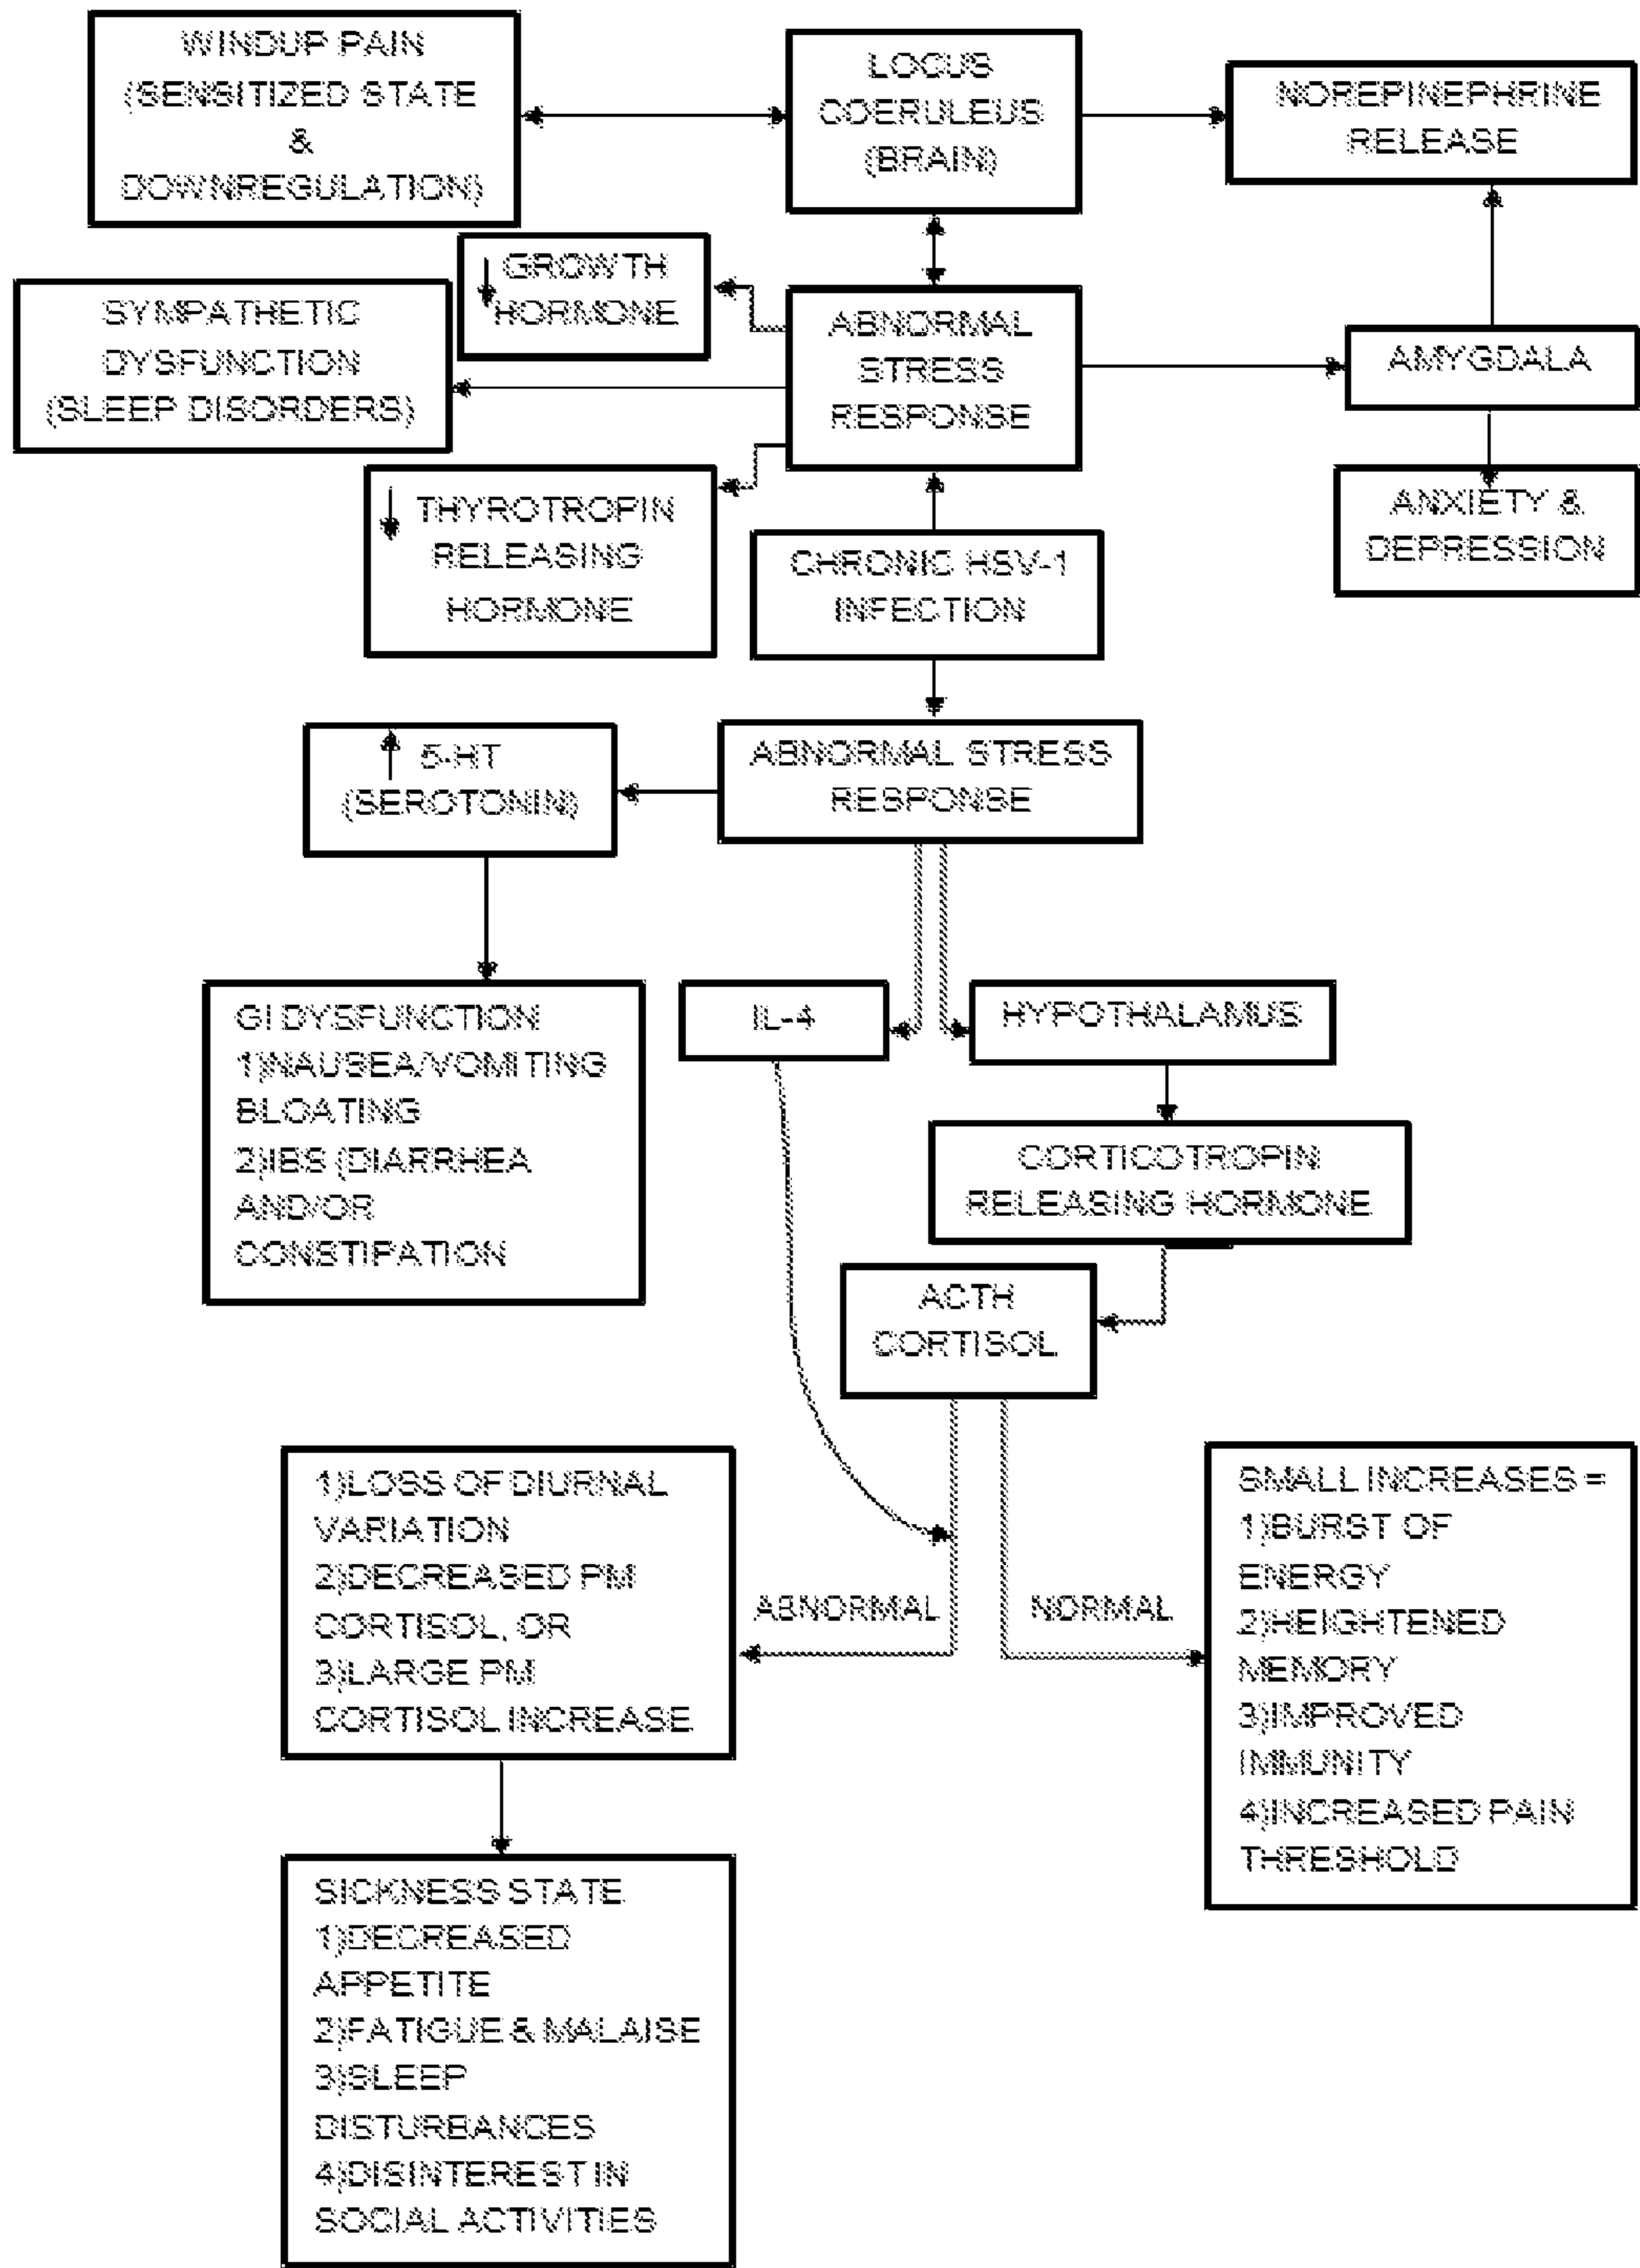 WINDUP PAIN
(SENSITIZED STATE
&
DOWNREGULATION)
LOCUS
COERULEUS
(BRAIN)
NOREPINEPHRINE
RELEASE
GROWTH
HORMONE
SYMPATHETIC
DYSFUNCTION
(SLEEP DISORDERS)
ABNORMAL
STRESS
RESPONSE
AMYGDALA
THYROTROPIN
RELEASING
HORMONE
CHRONIC HSV-1
INFECTION
ANXIETY &
DEPRESSION
5-HT
(SEROTONIN)
ABNORMAL STRESS
RESPONSE
GI DYSFUNCTION
1)NAUSEA/VOMITING
BLOATING
2)IBS (DIARRHEA
AND/OR
CONSTIPATION
IL-4
HYPOTHALAMUS
CORTICOTROPIN
RELEASING HORMONE
ACTH
CORTISOL
1)LOSS OF DIURNAL
VARIATION
2)DECREASED PM
CORTISOL, OR
3)LARGE PM
CORTISOL INCREASE
ABNORMAL
NORMAL
SMALL INCREASES =
1)BURST OF
ENERGY
2)HEIGHTENED
MEMORY
3)IMPROVED
IMMUNITY
4)INCREASED PAIN
THRESHOLD
SICKNESS STATE
1)DECREASED
APPETITE
2)FATIGUE & MALAISE
3)SLEEP
DISTURBANCES
4)DISINTEREST IN
SOCIAL ACTIVITIES